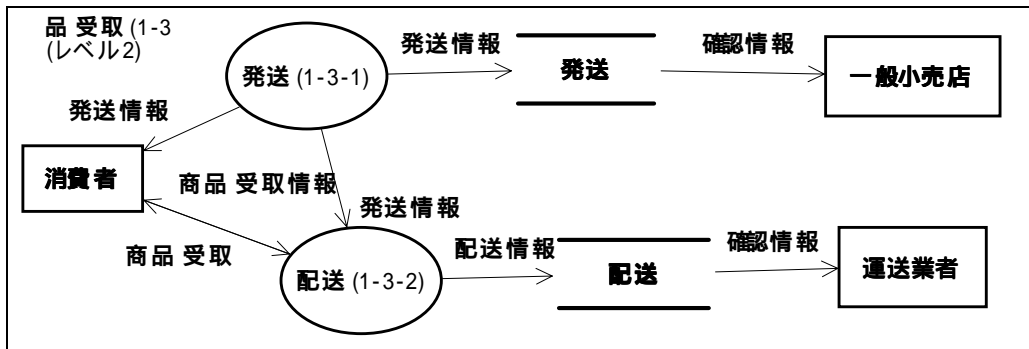 品 受取 (1-3
(レベル2)
発送情報
確認情報
発送 (1-3-1)
発送
一般小売店
発送情報
消費者
商品 受取情報
発送情報
商品 受取
配送 (1-3-2)
配送情報
配送
確認情報
運送業者